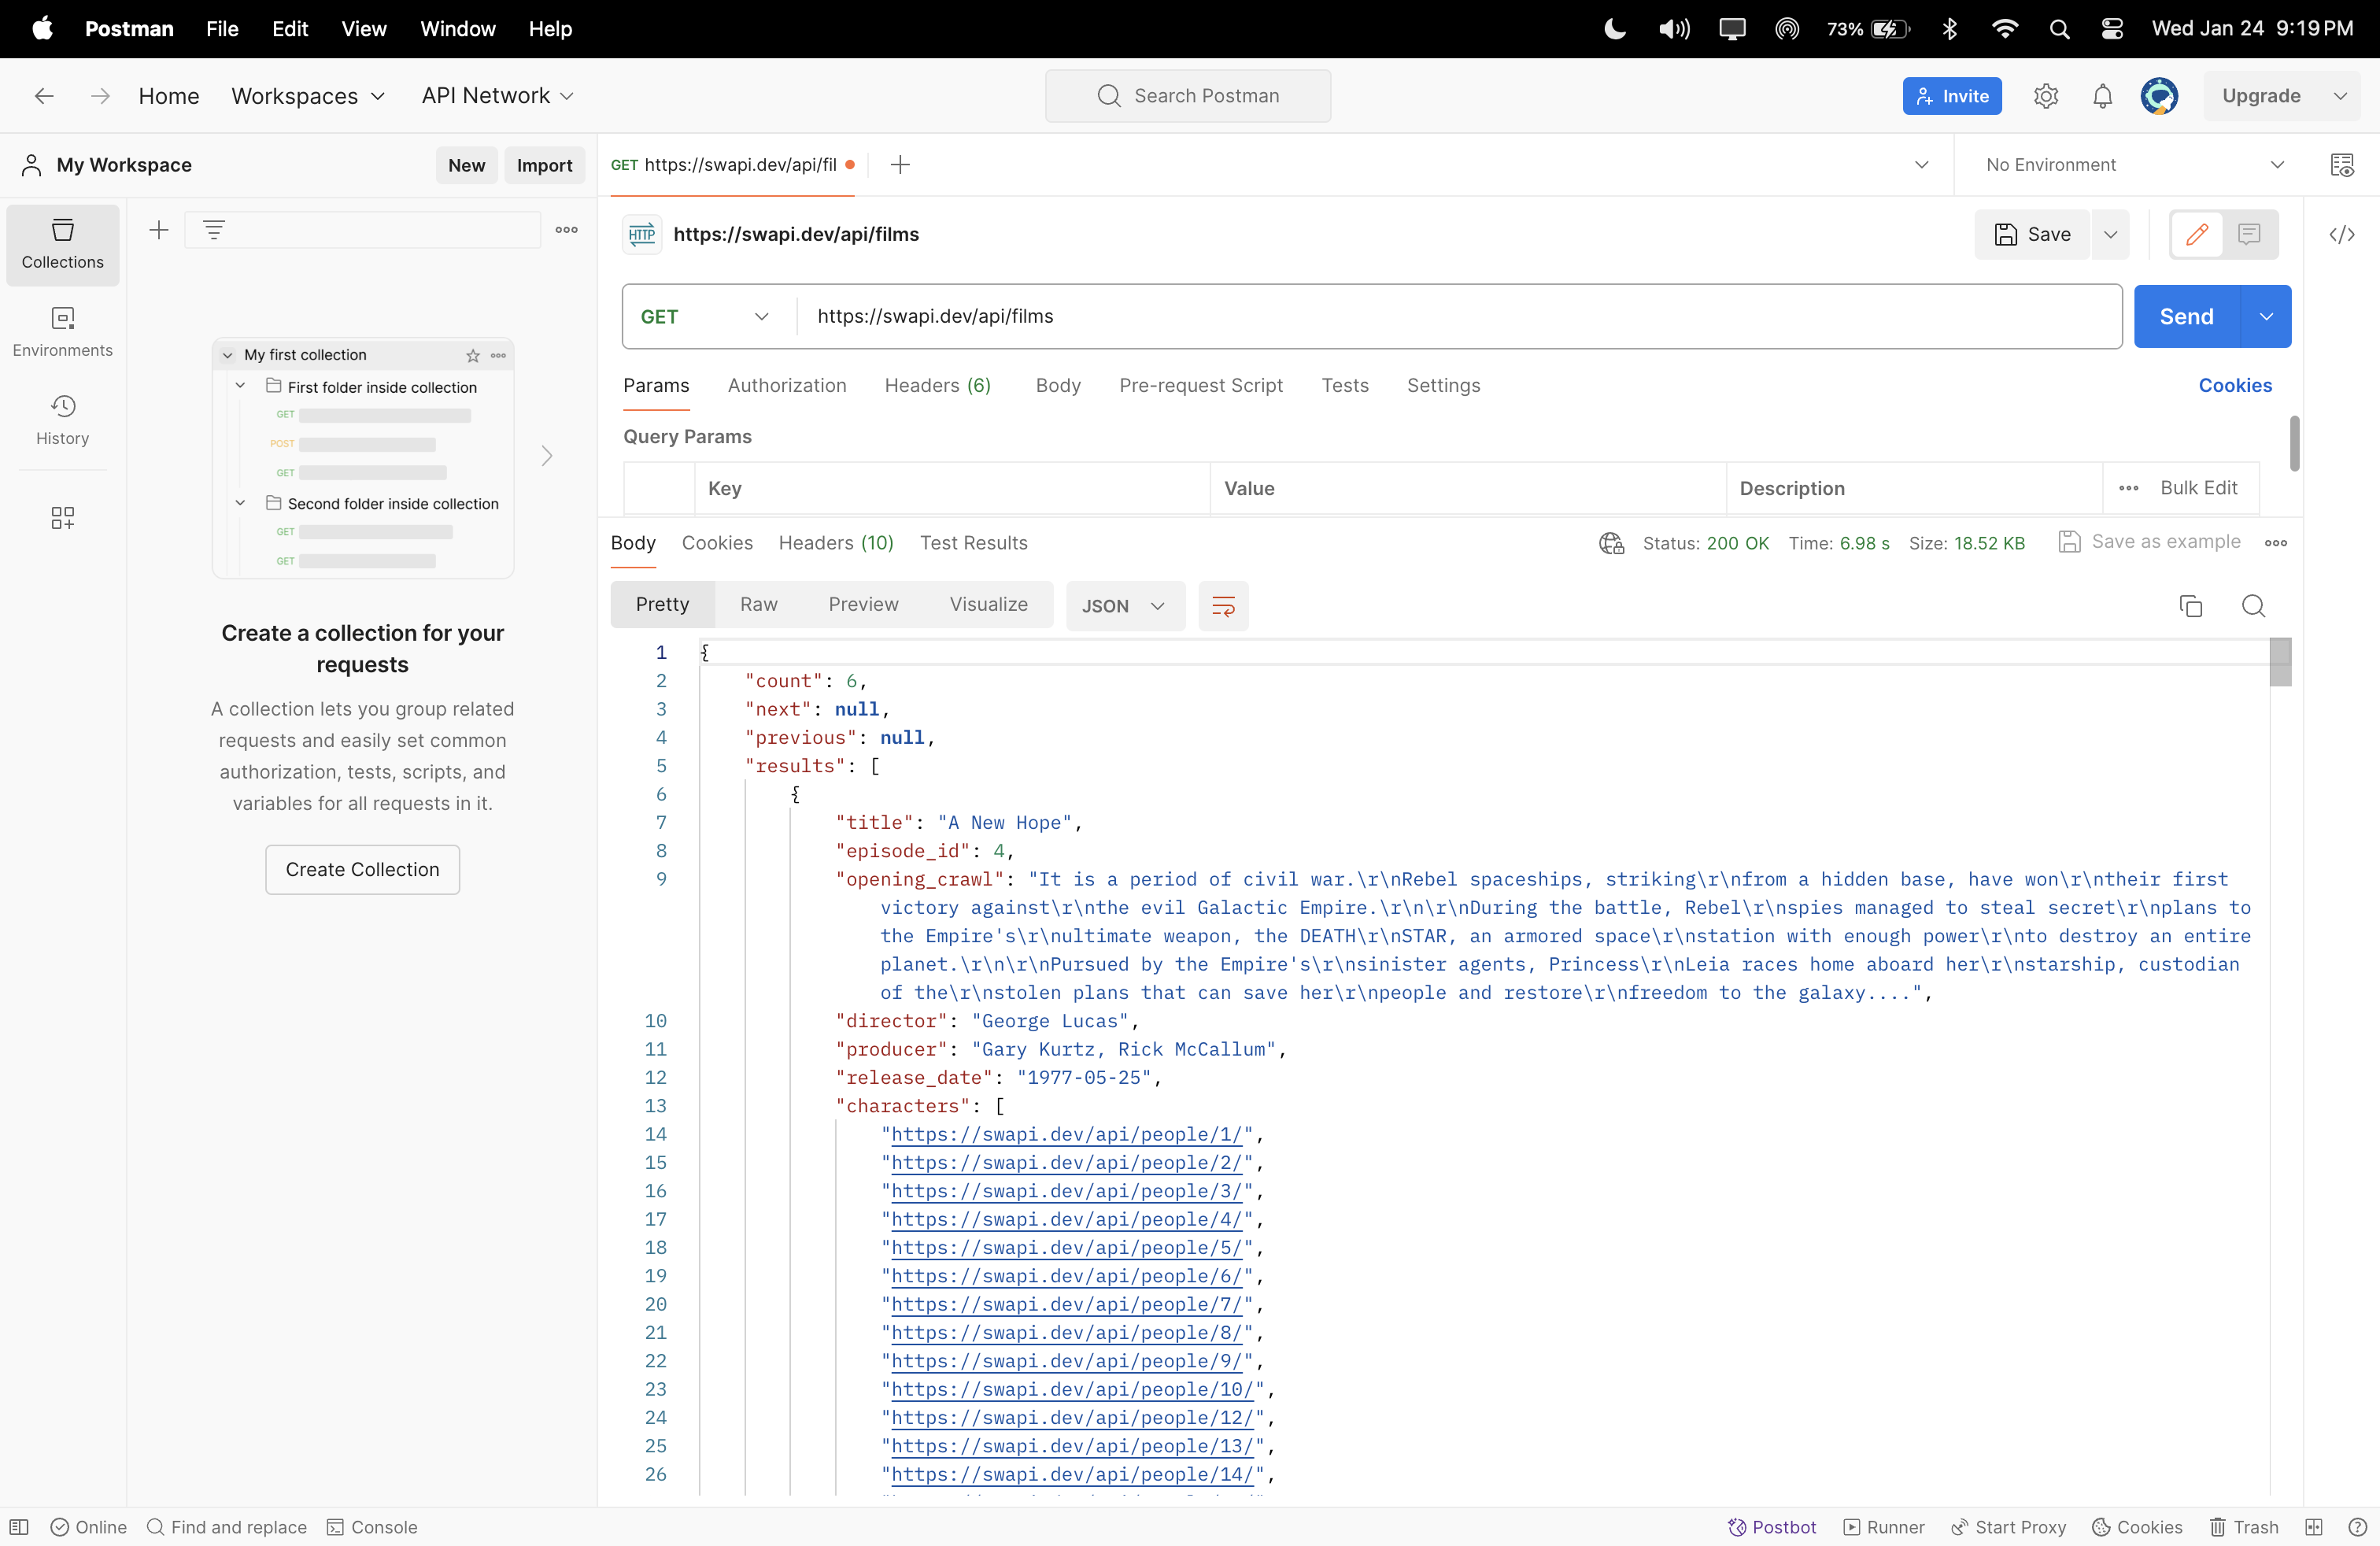 Postman File Edit View Window Help 73% Wed Jan 24 9:19 PM
Home Workspaces API Network Search Postman Invite Upgrade
My Workspace New Import GET https://swapi.dev/api/fil No Environment
Collections
Environments
History
My first collection
First folder inside collection
GET
POST
GET
Second folder inside collection
GET
GET
Create a collection for your
requests
A collection lets you group related
requests and easily set common
authorization, tests, scripts, and
variables for all requests in it.
Create Collection
HTTP https://swapi.dev/api/films Save
GET https://swapi.dev/api/films Send
Params Authorization Headers (6) Body Pre-request Script Tests Settings Cookies
Query Params
Key Value Description Bulk Edit
Body Cookies Headers (10) Test Results Status: 200 OK Time: 6.98 s Size: 18.52 KB Save as example
Pretty Raw Preview Visualize JSON
1 {
2 "count": 6,
3 "next": null,
4 "previous": null,
5 "results": [
6 {
7 "title": "A New Hope",
8 "episode_id": 4,
9 "opening_crawl": "It is a period of civil war.\r\nRebel spaceships, striking\r\nfrom a hidden base, have won\r\ntheir first
victory against\r\nthe evil Galactic Empire.\r\n\r\nDuring the battle, Rebel\r\nspies managed to steal secret\r\nplans to
the Empire's\r\nultimate weapon, the DEATH\r\nSTAR, an armored space\r\nstation with enough power\r\nto destroy an entire
planet.\r\n\r\nPursued by the Empire's\r\nsinister agents, Princess\r\nLeia races home aboard her\r\nstarship, custodian
of the\r\nstolen plans that can save her\r\npeople and restore\r\nfreedom to the galaxy....",
10 "director": "George Lucas",
11 "producer": "Gary Kurtz, Rick McCallum",
12 "release_date": "1977-05-25",
13 "characters": [
14 "https://swapi.dev/api/people/1/",
15 "https://swapi.dev/api/people/2/",
16 "https://swapi.dev/api/people/3/",
17 "https://swapi.dev/api/people/4/",
18 "https://swapi.dev/api/people/5/",
19 "https://swapi.dev/api/people/6/",
20 "https://swapi.dev/api/people/7/",
21 "https://swapi.dev/api/people/8/",
22 "https://swapi.dev/api/people/9/",
23 "https://swapi.dev/api/people/10/",
24 "https://swapi.dev/api/people/12/",
25 "https://swapi.dev/api/people/13/",
26 "https://swapi.dev/api/people/14/",
Online Find and replace Console Postbot Runner Start Proxy Cookies Trash